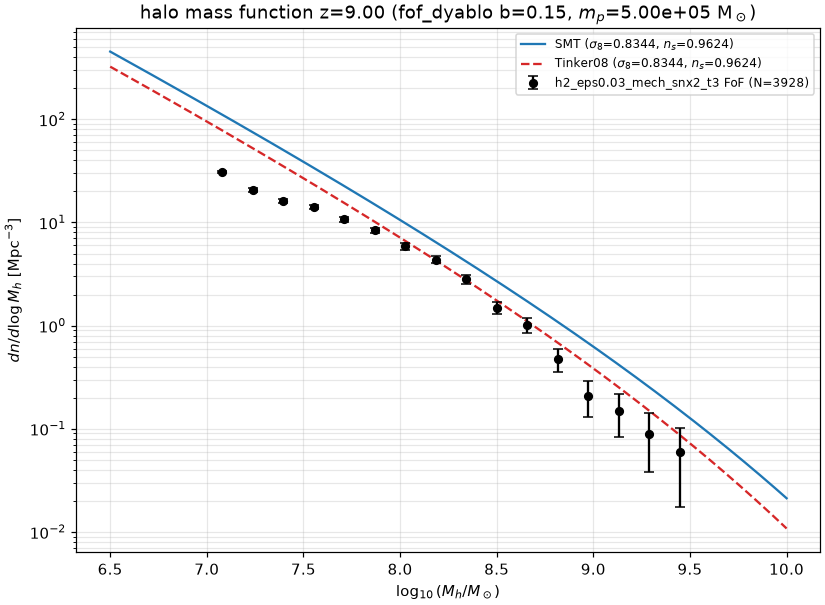 halo mass function z=9.00 (fof_dyablo b=0.15, m_p=5.00e+05 M_⊙)
SMT (σ_8=0.8344, n_s=0.9624)
Tinker08 (σ_8=0.8344, n_s=0.9624)
h2_eps0.03_mech_snx2_t3 FoF (N=3928)
dn/dlog M_h [Mpc^−3]
10^2
10^1
10^0
10^−1
10^−2
6.5 7.0 7.5 8.0 8.5 9.0 9.5 10.0
log_10(M_h/M_⊙)